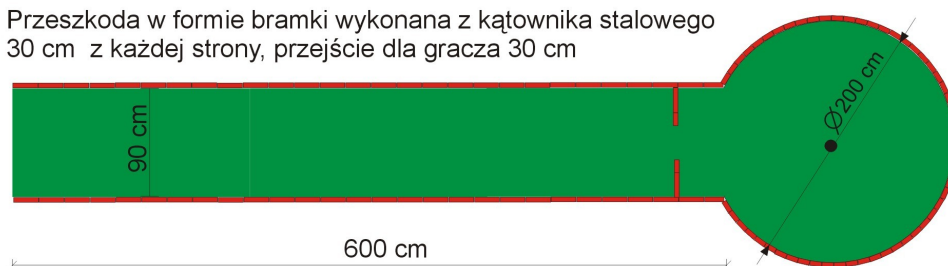 Przeszkoda w formie bramki wykonana z kątownika stalowego
30 cm z każdej strony, przejście dla gracza 30 cm
90 cm
Ø200 cm
600 cm